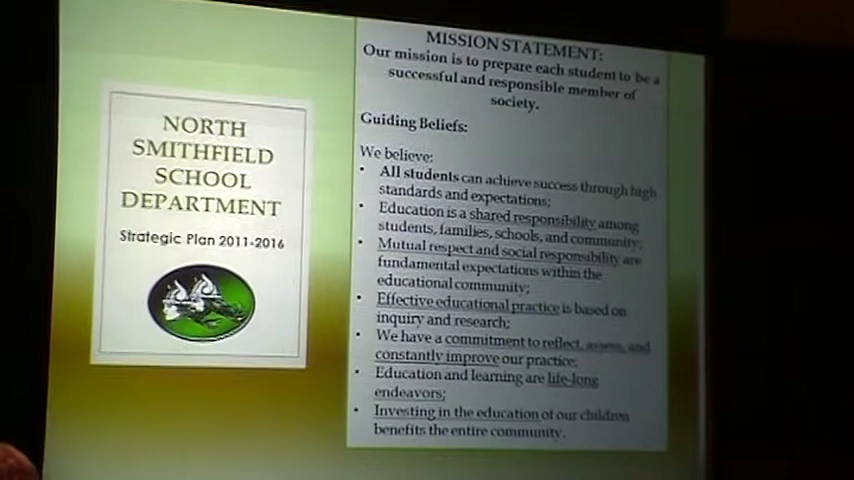 NORTH
SMITHFIELD
SCHOOL
DEPARTMENT
Strategic Plan 2011-2016
MISSION STATEMENT:
Our mission is to prepare each student to be a
successful and responsible member of
society.
Guiding Beliefs:
We believe:
• All students can achieve success through high
standards and expectations;
• Education is a shared responsibility among
students, families, schools, and community;
• Mutual respect and social responsibility are
fundamental expectations within the
educational community;
• Effective educational practice is based on
inquiry and research;
• We have a commitment to reflect, assess, and
constantly improve our practice;
• Education and learning are life-long
endeavors;
• Investing in the education of our children
benefits the entire community.